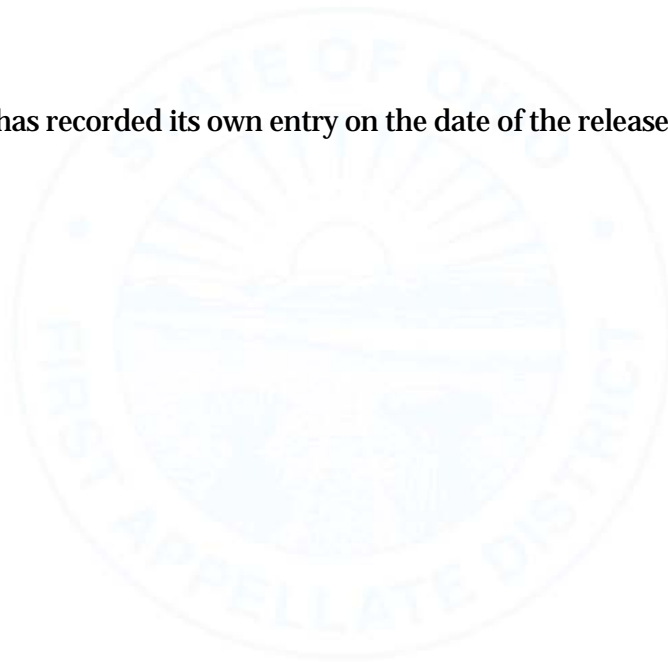 has recorded its own entry on the date of the release
STATE OF OHIO
FIRST APPELLATE DISTRICT